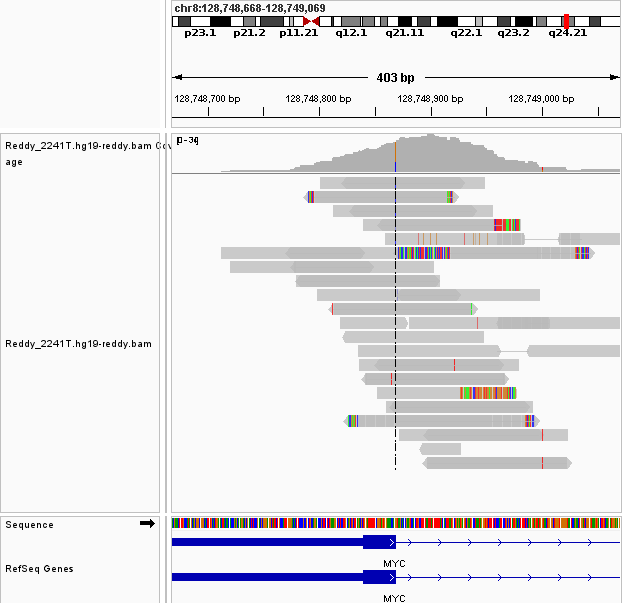 chr8:128,748,668-128,749,069
p23.1 p21.2 p11.21 q12.1 q21.11 q22.1 q23.2 q24.21
403 bp
128,748,700 bp 128,748,800 bp 128,748,900 bp 128,749,000 bp
Reddy_2241T.hg19-reddy.bam
age
Reddy_2241T.hg19-reddy.bam
Sequence
MYC
RefSeq Genes
MYC